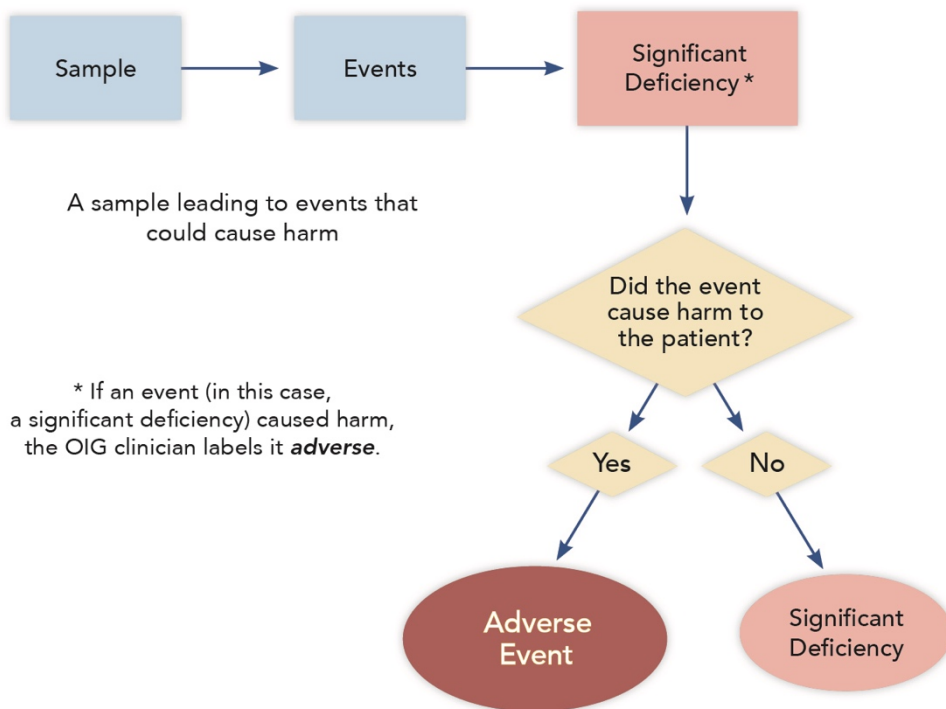 Sample
Events
Significant
Deficiency *
A sample leading to events that
could cause harm
Did the event
cause harm to
the patient?
* If an event (in this case,
a significant deficiency) caused harm,
the OIG clinician labels it adverse.
Yes
No
Adverse
Event
Significant
Deficiency